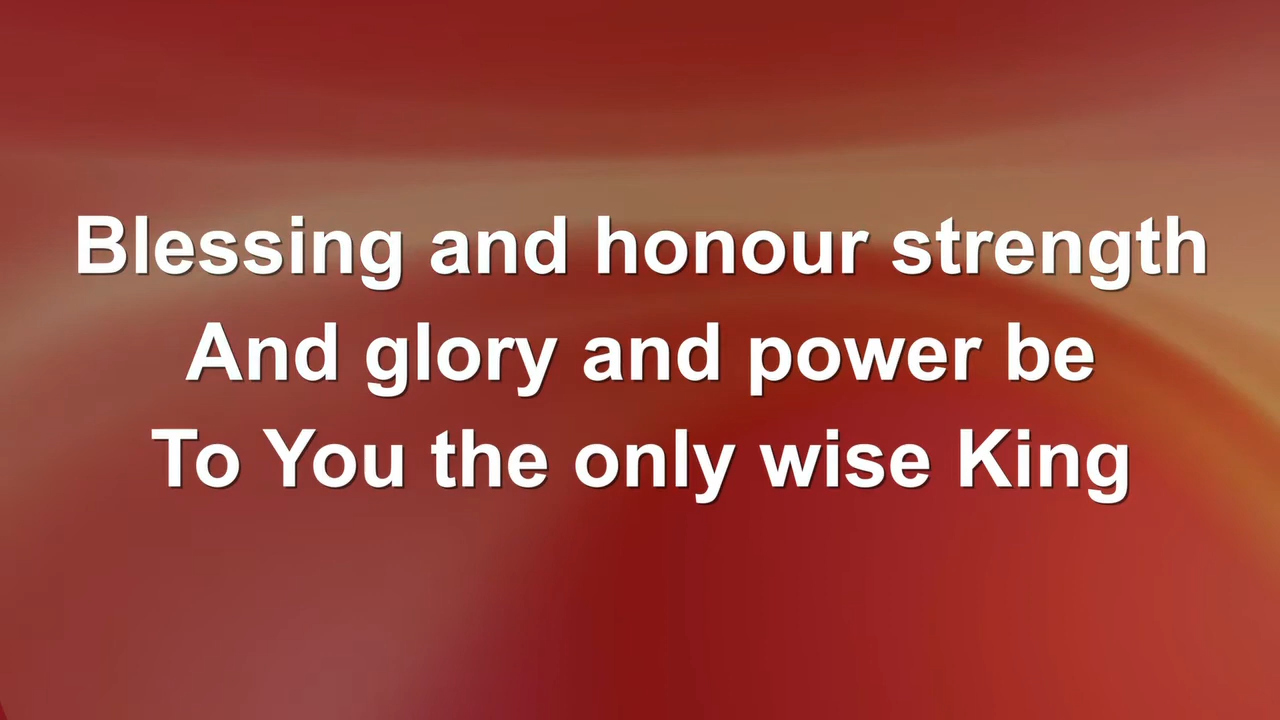 Blessing and honour strength
And glory and power be
To You the only wise King